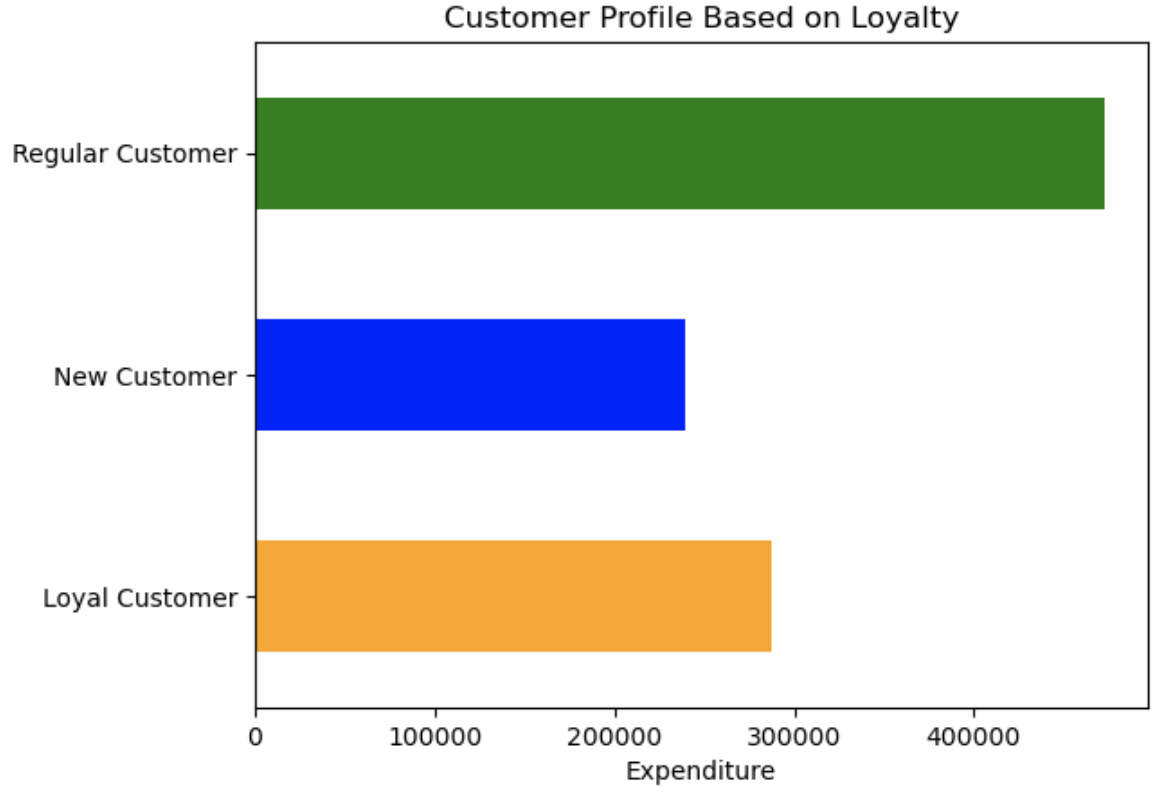 Customer Profile Based on Loyalty
Regular Customer
New Customer
Loyal Customer
0 100000 200000 300000 400000
Expenditure